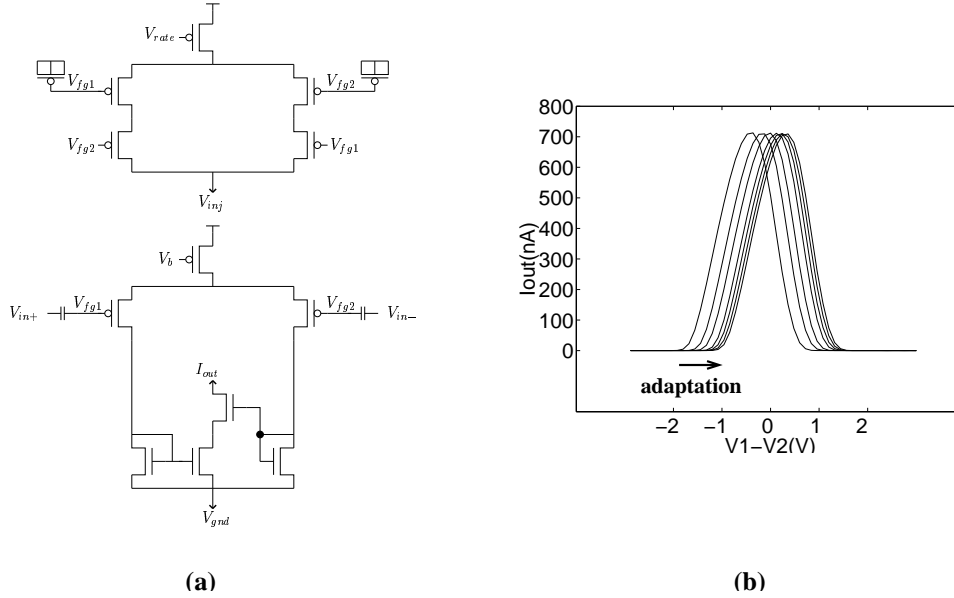 V_rate
V_fg1
V_fg2
V_fg2
V_fg1
V_inj
V_b
V_in+
V_fg1
V_fg2
V_in−
I_out
V_gnd
(a)
800
700
600
500
400
300
200
100
0
Iout(nA)
adaptation
−2 −1 0 1 2
V1−V2(V)
(b)